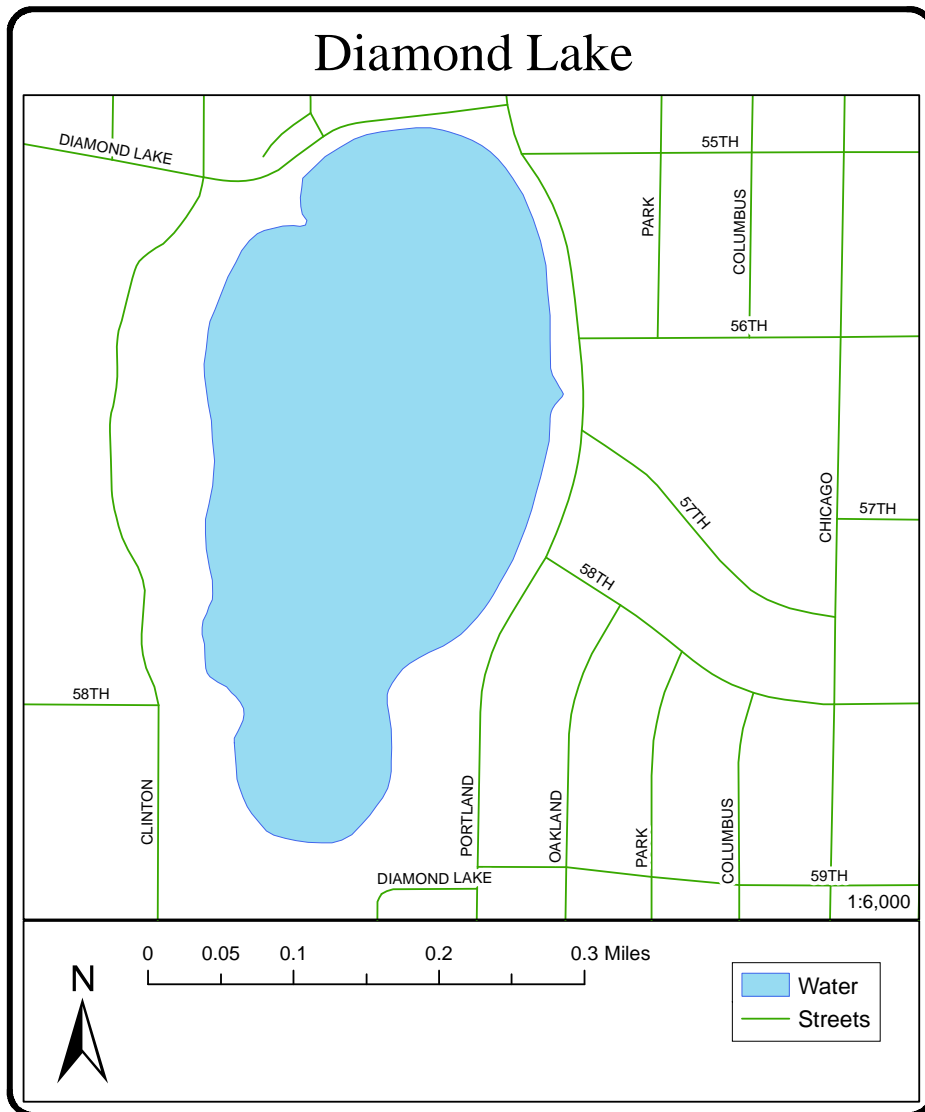 Diamond Lake
DIAMOND LAKE
55TH
PARK
COLUMBUS
56TH
CHICAGO
57TH
57TH
58TH
58TH
CLINTON
PORTLAND
OAKLAND
PARK
COLUMBUS
DIAMOND LAKE
59TH
1:6,000
0 0.05 0.1 0.2 0.3 Miles
N
Water
Streets